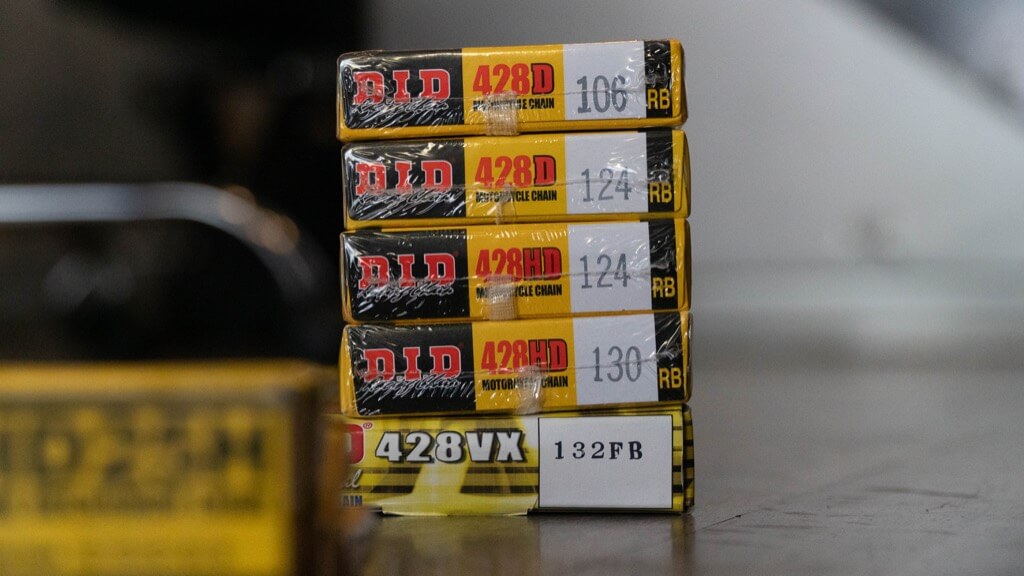 D.I.D 428D 106 RB
MOTORCYCLE CHAIN
D.I.D 428D 124 RB
MOTORCYCLE CHAIN
D.I.D 428HD 124 RB
MOTORCYCLE CHAIN
D.I.D 428HD 130 RB
MOTORCYCLE CHAIN
® 428VX 132FB